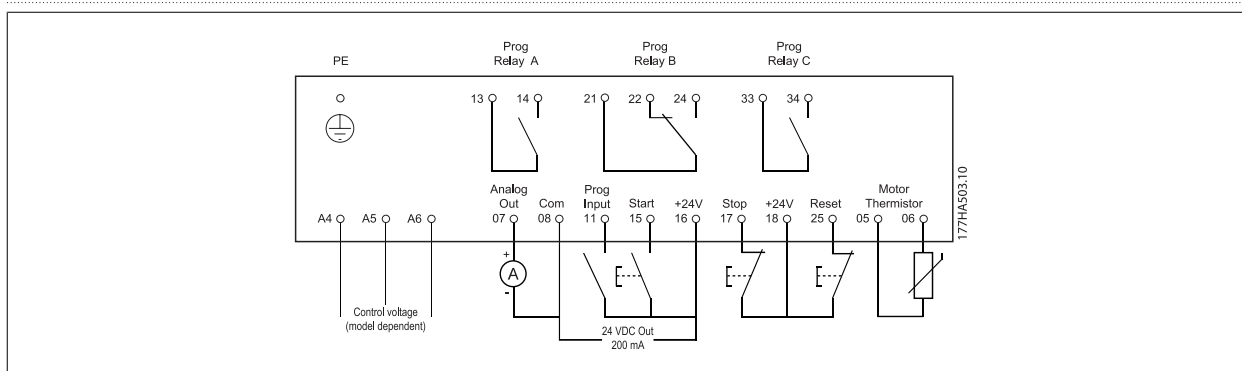 Prog Prog Prog
PE Relay A Relay B Relay C
13 14 21 22 24 33 34
Analog Prog Motor
Out Com Input Start +24V Stop +24V Reset Thermistor
A4 A5 A6 07 08 11 15 16 17 18 25 05 06
+
A
-
Control voltage
(model dependent)
24 VDC Out
200 mA
177HA503.10